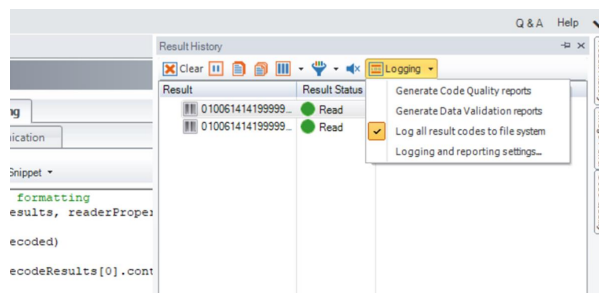 Q & A Help
Result History
Clear Logging
Result Result Status
010061414199999... Read
010061414199999... Read
Generate Code Quality reports
Generate Data Validation reports
Log all result codes to file system
Logging and reporting settings...
ng
nication
Snippet
formatting
esults, readerProper
ecoded)
ecodeResults[0].cont